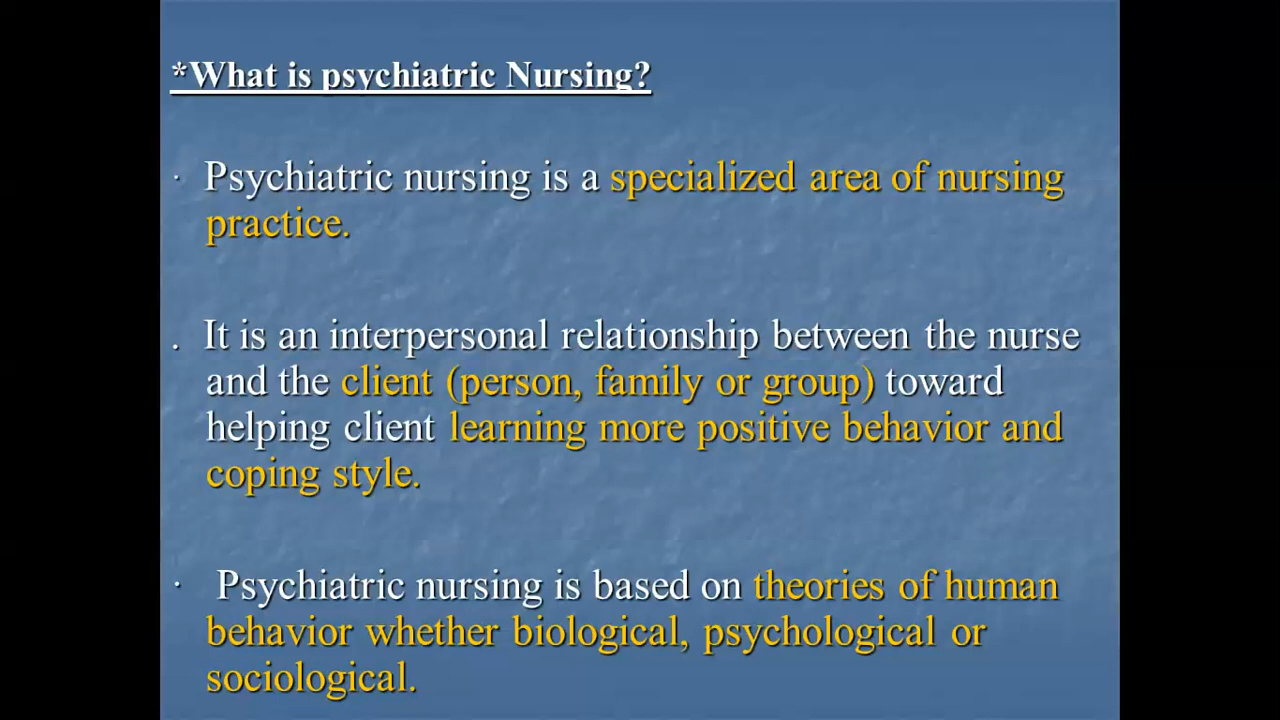 *What is psychiatric Nursing?
· Psychiatric nursing is a specialized area of nursing
practice.
. It is an interpersonal relationship between the nurse
and the client (person, family or group) toward
helping client learning more positive behavior and
coping style.
· Psychiatric nursing is based on theories of human
behavior whether biological, psychological or
sociological.